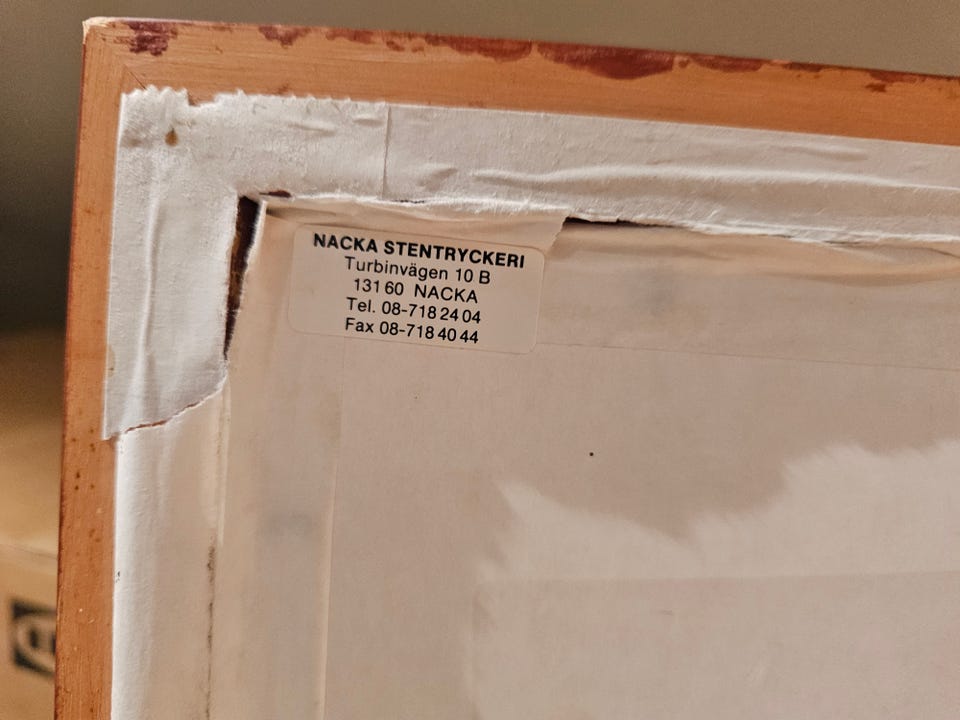 NACKA STENTRYCKERI
Turbinvägen 10 B
131 60 NACKA
Tel. 08-718 24 04
Fax 08-718 40 44